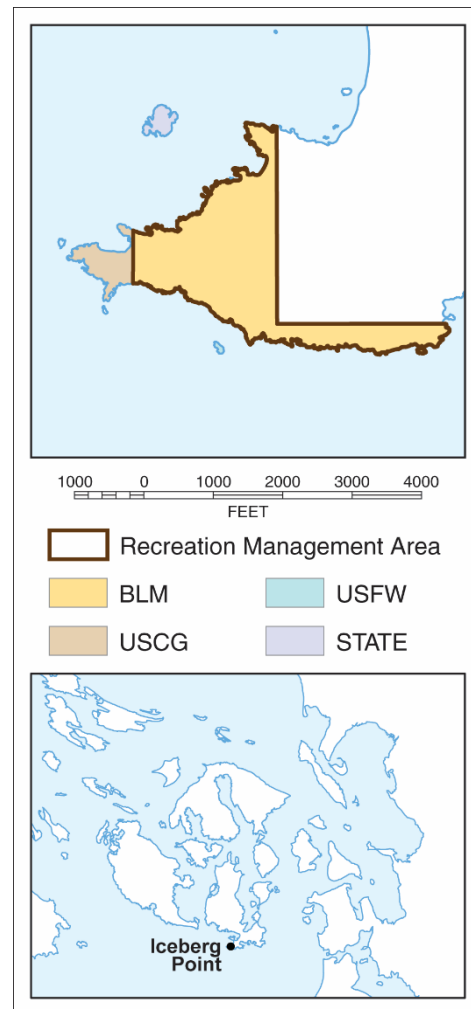 1000 0 1000 2000 3000 4000
FEET
Recreation Management Area
BLM USFW
USCG STATE
Iceberg
Point